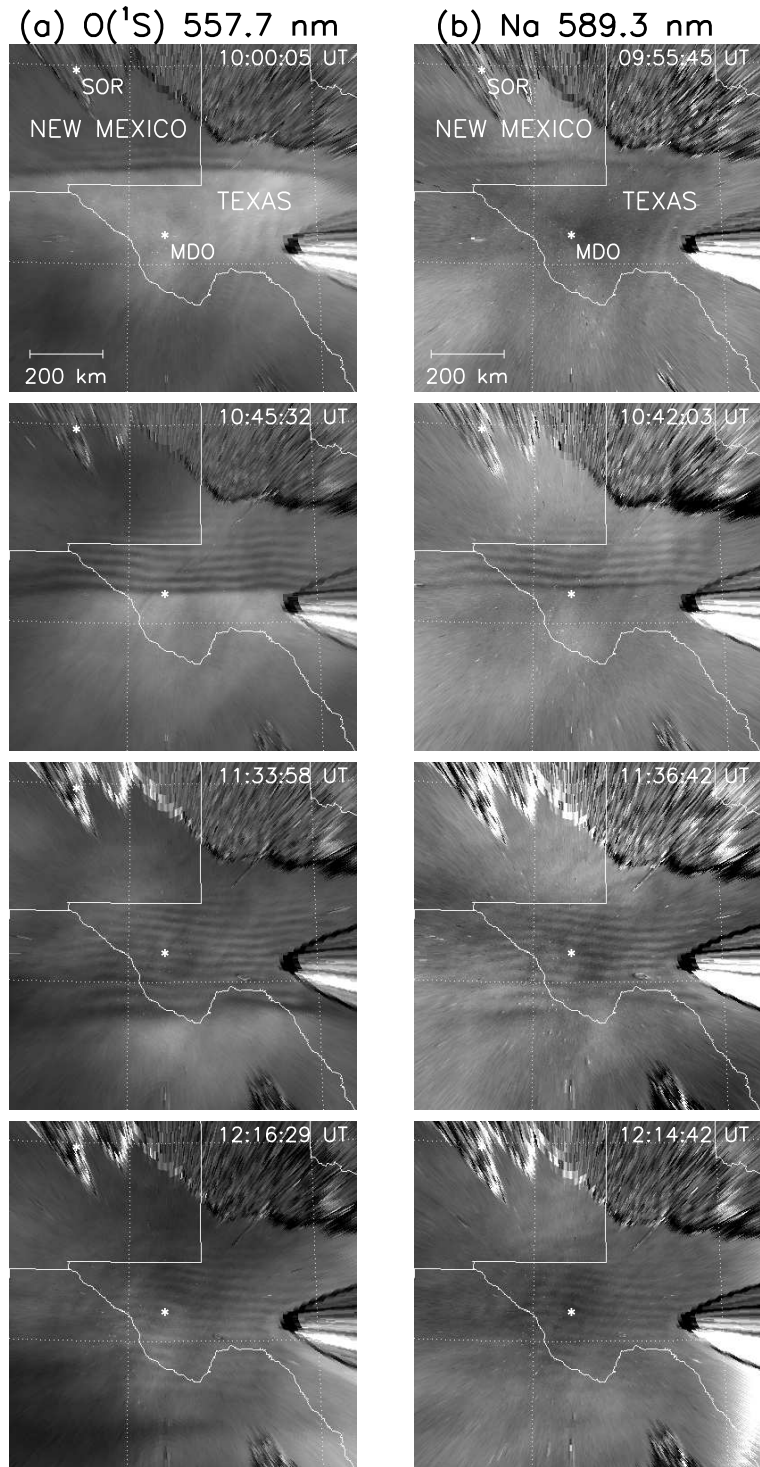 (a) O(¹S) 557.7 nm
(b) Na 589.3 nm
10:00:05 UT
SOR
NEW MEXICO
TEXAS
MDO
200 km
09:55:45 UT
SOR
NEW MEXICO
TEXAS
MDO
200 km
10:45:32 UT
10:42:03 UT
11:33:58 UT
11:36:42 UT
12:16:29 UT
12:14:42 UT